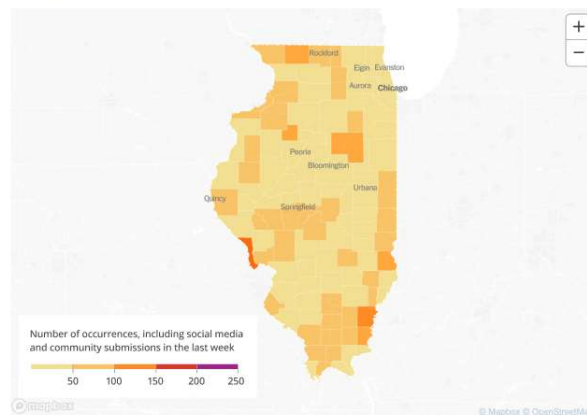 +
−
Rockford
Elgin Evanston
Aurora Chicago
Peoria
Bloomington
Urbana
Quincy
Springfield
Number of occurrences, including social media
and community submissions in the last week
50 100 150 200 250
mapbox
© Mapbox © OpenStreetM